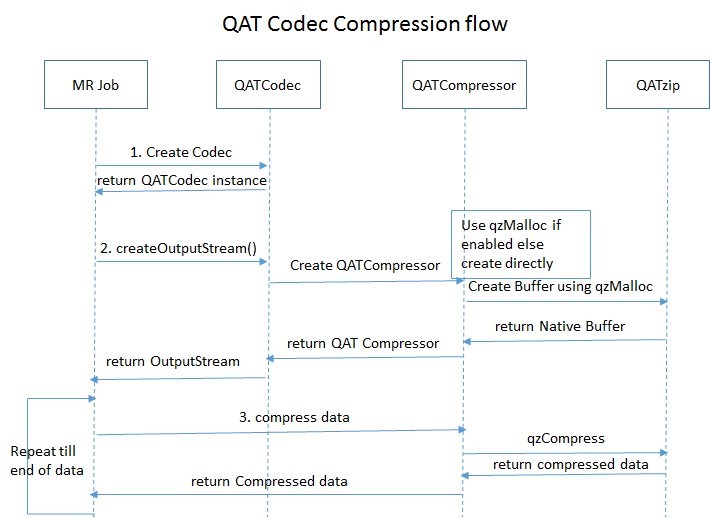 QAT Codec Compression flow
MR Job
QATCodec
QATCompressor
QATzip
1. Create Codec
return QATCodec instance
Use qzMalloc if
enabled else
create directly
2. createOutputStream()
Create QATCompressor
Create Buffer using qzMalloc
return Native Buffer
return QAT Compressor
return OutputStream
3. compress data
qzCompress
Repeat till
end of data
return compressed data
return Compressed data